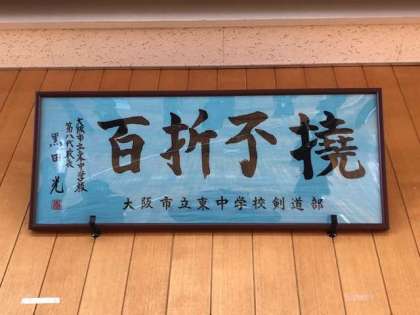 百折不撓
大阪市立東中学校剣道部
大阪市立東中学校
第八代校長
黒田 光